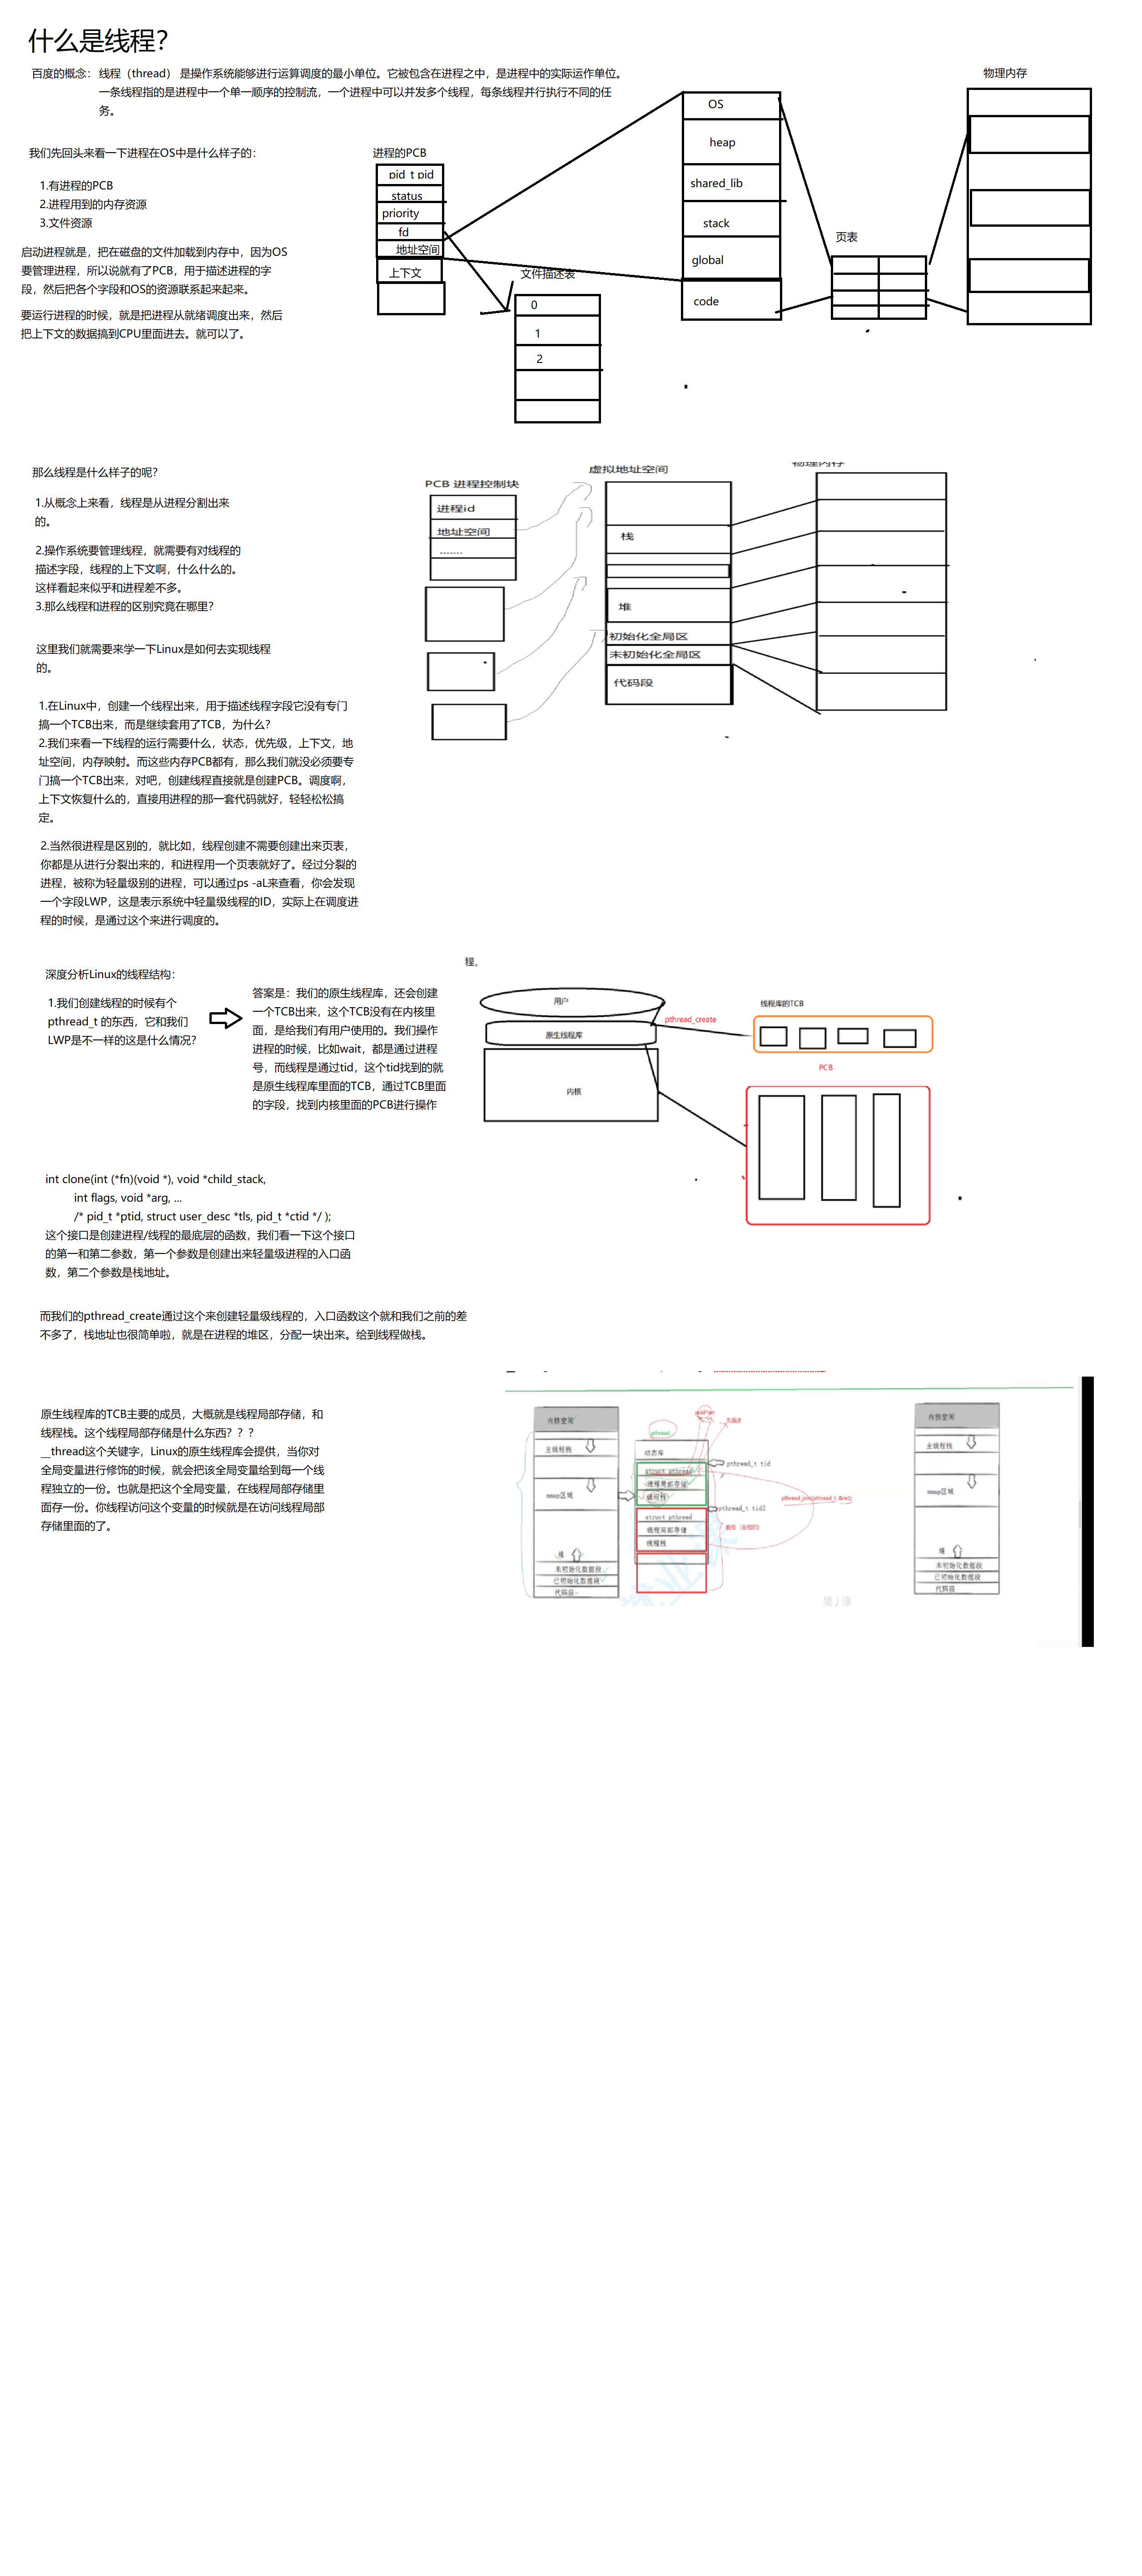 什么是线程？
百度的概念：线程（thread） 是操作系统能够进行运算调度的最小单位。它被包含在进程之中，是进程中的实际运作单位。
一条线程指的是进程中一个单一顺序的控制流，一个进程中可以并发多个线程，每条线程并行执行不同的任
务。
我们先回头来看一下进程在OS中是什么样子的：
1.有进程的PCB
2.进程用到的内存资源
3.文件资源
启动进程就是，把在磁盘的文件加载到内存中，因为OS
要管理进程，所以说就有了PCB，用于描述进程的字
段，然后把各个字段和OS的资源联系起来起来。
要运行进程的时候，就是把进程从就绪调度出来，然后
把上下文的数据搞到CPU里面进去。就可以了。
进程的PCB
pid_t pid
status
priority
fd
地址空间
上下文
文件描述表
0
1
2
OS
heap
shared_lib
stack
global
code
页表
物理内存
那么线程是什么样子的呢？
1.从概念上来看，线程是从进程分割出来
的。
2.操作系统要管理线程，就需要有对线程的
描述字段，线程的上下文啊，什么什么的。
这样看起来似乎和进程差不多。
3.那么线程和进程的区别究竟在哪里？
这里我们就需要来学一下Linux是如何去实现线程
的。
1.在Linux中，创建一个线程出来，用于描述线程字段它没有专门
搞一个TCB出来，而是继续套用了TCB，为什么？
2.我们来看一下线程的运行需要什么，状态，优先级，上下文，地
址空间，内存映射。而这些内存PCB都有，那么我们就没必须要专
门搞一个TCB出来，对吧，创建线程直接就是创建PCB。调度啊，
上下文恢复什么的，直接用进程的那一套代码就好，轻轻松松搞
定。
2.当然很进程是区别的，就比如，线程创建不需要创建出来页表，
你都是从进行分裂出来的，和进程用一个页表就好了。经过分裂的
进程，被称为轻量级别的进程，可以通过ps -aL来查看，你会发现
一个字段LWP，这是表示系统中轻量级线程的ID，实际上在调度进
程的时候，是通过这个来进行调度的。
PCB 进程控制块
进程id
地址空间
.......
虚拟地址空间
栈
堆
初始化全局区
未初始化全局区
代码段
物理内存
深度分析Linux的线程结构：
1.我们创建线程的时候有个
pthread_t 的东西，它和我们
LWP是不一样的这是什么情况？
答案是：我们的原生线程库，还会创建
一个TCB出来，这个TCB没有在内核里
面，是给我们有用户使用的。我们操作
进程的时候，比如wait，都是通过进程
号，而线程是通过tid，这个tid找到的就
是原生线程库里面的TCB，通过TCB里面
的字段，找到内核里面的PCB进行操作
程。
用户
原生线程库
内核
pthread_create
线程库的TCB
PCB
int clone(int (*fn)(void *), void *child_stack,
int flags, void *arg, ...
/* pid_t *ptid, struct user_desc *tls, pid_t *ctid */ );
这个接口是创建进程/线程的最底层的函数，我们看一下这个接口
的第一和第二参数，第一个参数是创建出来轻量级进程的入口函
数，第二个参数是栈地址。
而我们的pthread_create通过这个来创建轻量级线程的，入口函数这个就和我们之前的差
不多了，栈地址也很简单啦，就是在进程的堆区，分配一块出来。给到线程做栈。
原生线程库的TCB主要的成员，大概就是线程局部存储，和
线程栈。这个线程局部存储是什么东西？？？
__thread这个关键字，Linux的原生线程库会提供，当你对
全局变量进行修饰的时候，就会把该全局变量给到每一个线
程独立的一份。也就是把这个全局变量，在线程局部存储里
面存一份。你线程访问这个变量的时候就是在访问线程局部
存储里面的了。
内核空间
主线程栈
mmap区域
堆
未初始化数据段
已初始化数据段
代码段
pthread
动态库
struct pthread
线程局部存储
线程栈
struct pthread
线程局部存储
线程栈
pthread_t tid
pthread_t tid2
内核空间
主线程栈
mmap区域
堆
未初始化数据段
已初始化数据段
代码段